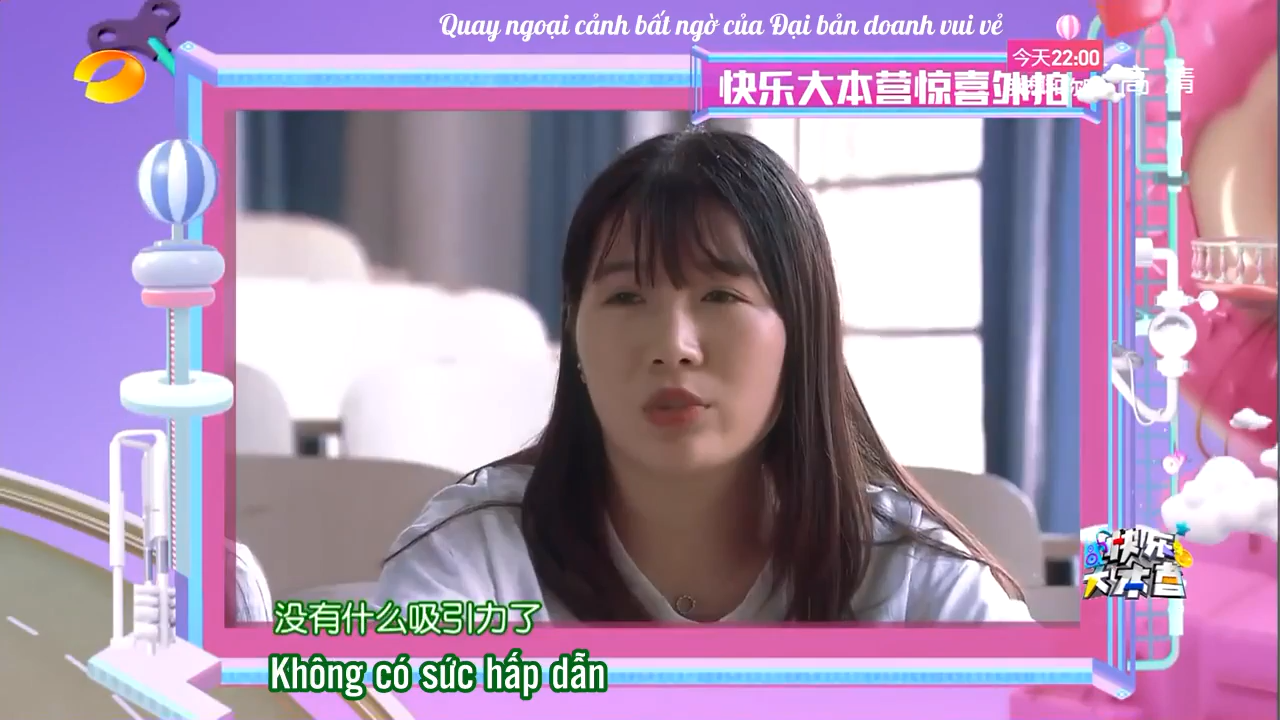 Quay ngoại cảnh bất ngờ của Đại bản doanh vui vẻ
今天22:00
快乐大本营惊喜外拍
高清
快乐
大本营
没有什么吸引力了
Không có sức hấp dẫn